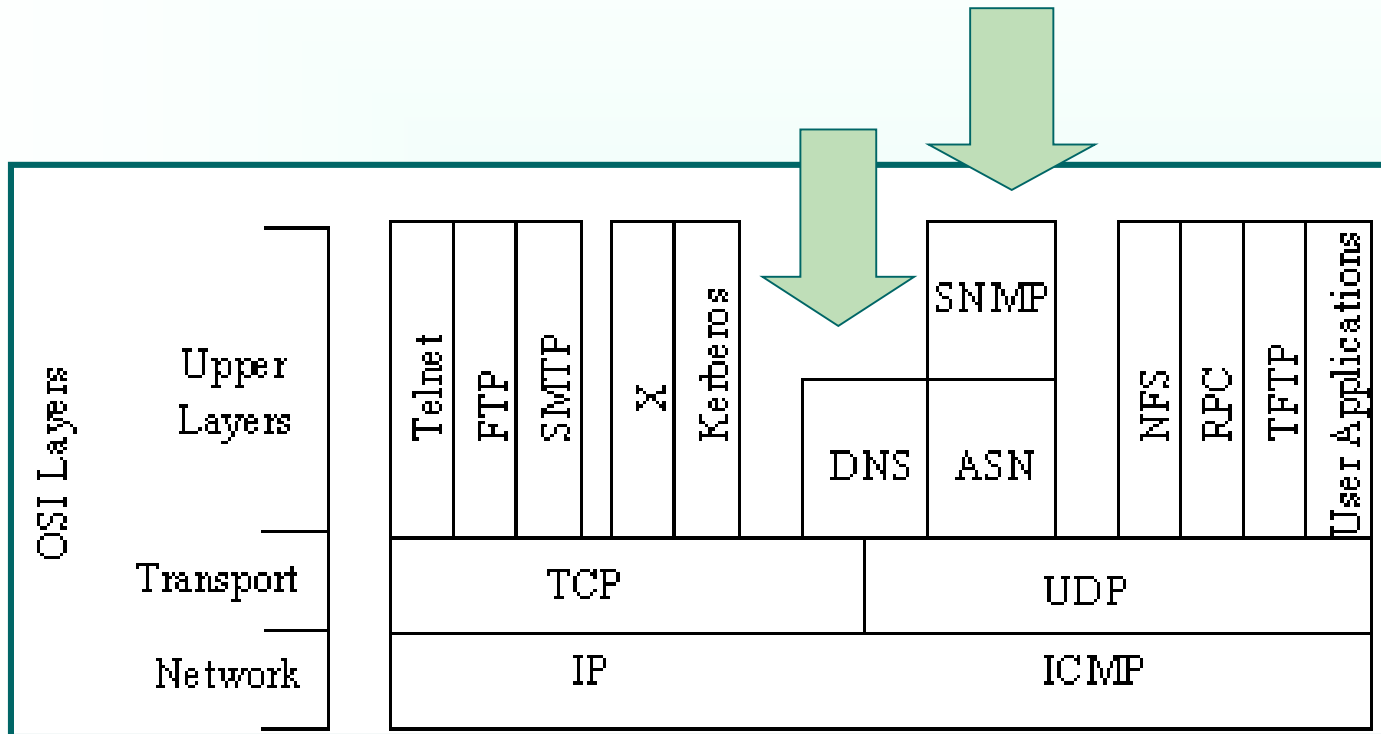 OSI Layers
Upper
Layers
Transport
Network
Telnet
FTP
SMTP
X
Kerberos
SNMP
DNS
ASN
NFS
RPC
TFTP
User Applications
TCP
UDP
IP
ICMP